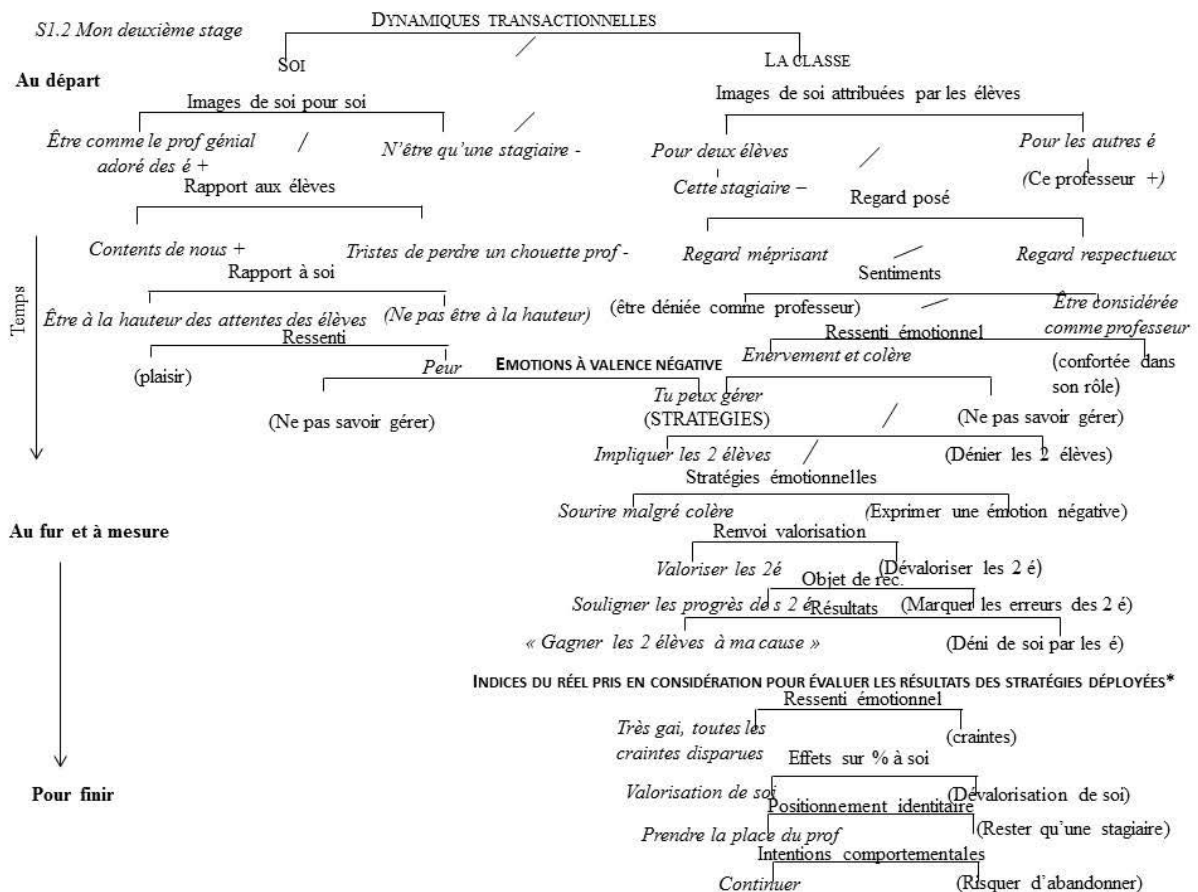 DYNAMIQUES TRANSACTIONNELLES
S1.2 Mon deuxième stage
SOI
LA CLASSE
Au départ
Images de soi pour soi
Images de soi attribuées par les élèves
Être comme le prof génial
adoré des é +
N'être qu'une stagiaire -
Pour deux élèves
Pour les autres é
Cette stagiaire –
(Ce professeur +)
Rapport aux élèves
Regard posé
Contents de nous +
Tristes de perdre un chouette prof -
Regard méprisant
Regard respectueux
Rapport à soi
Sentiments
Temps
Être à la hauteur des attentes des élèves
(Ne pas être à la hauteur)
(être déniée comme professeur)
Être considérée
comme professeur
Ressenti
Ressenti émotionnel
(plaisir)
Peur
EMOTIONS À VALENCE NÉGATIVE
Enervement et colère
(confortée dans
son rôle)
(Ne pas savoir gérer)
Tu peux gérer
(STRATEGIES)
(Ne pas savoir gérer)
Impliquer les 2 élèves
(Dénier les 2 élèves)
Stratégies émotionnelles
Sourire malgré colère
(Exprimer une émotion négative)
Au fur et à mesure
Renvoi valorisation
Valoriser les 2é
(Dévaloriser les 2 é)
Objet de rec.
Souligner les progrès de s 2 é
(Marquer les erreurs des 2 é)
Résultats
« Gagner les 2 élèves à ma cause »
(Déni de soi par les é)
INDICES DU RÉEL PRIS EN CONSIDÉRATION POUR ÉVALUER LES RÉSULTATS DES STRATÉGIES DÉPLOYÉES*
Ressenti émotionnel
Très gai, toutes les
craintes disparues
(craintes)
Effets sur % à soi
Pour finir
Valorisation de soi
(Dévalorisation de soi)
Positionnement identitaire
Prendre la place du prof
(Rester qu'une stagiaire)
Intentions comportementales
Continuer
(Risquer d'abandonner)